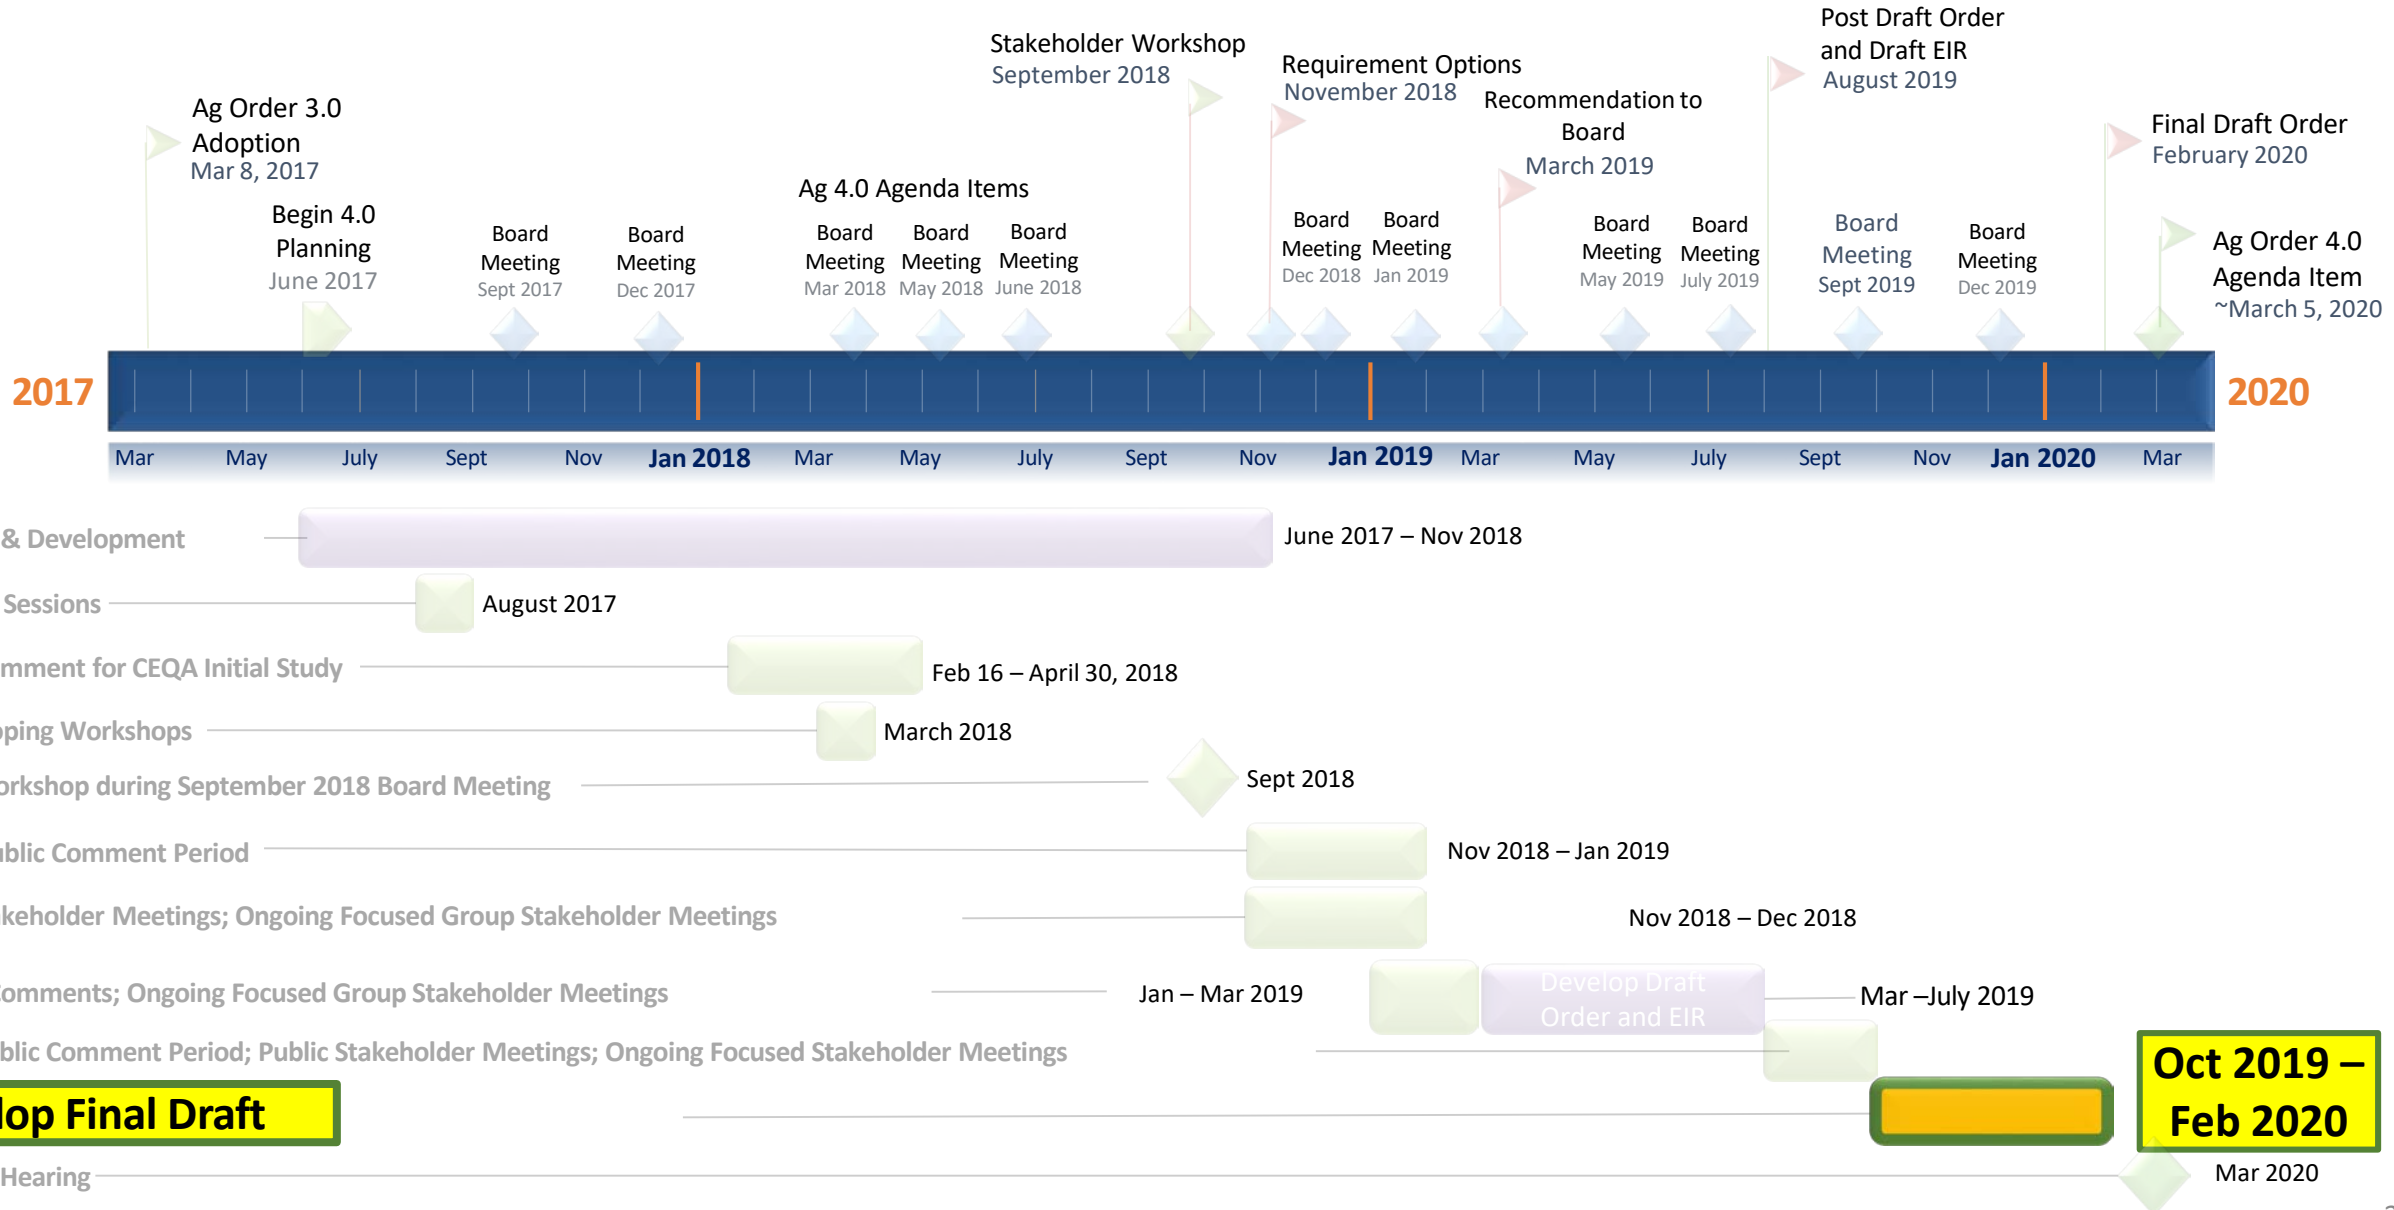 Post Draft Order
and Draft EIR
August 2019
Stakeholder Workshop
September 2018
Requirement Options
November 2018
Recommendation to
Board
March 2019
Ag Order 3.0
Adoption
Mar 8, 2017
Final Draft Order
February 2020
Ag 4.0 Agenda Items
Begin 4.0
Planning
June 2017
Board
Meeting
Sept 2017
Board
Meeting
Dec 2017
Board
Meeting
Mar 2018
Board
Meeting
May 2018
Board
Meeting
June 2018
Board
Meeting
Dec 2018
Board
Meeting
Jan 2019
Board
Meeting
May 2019
Board
Meeting
July 2019
Board
Meeting
Sept 2019
Board
Meeting
Dec 2019
Ag Order 4.0
Agenda Item
~March 5, 2020
2017
2020
Mar May July Sept Nov Jan 2018 Mar May July Sept Nov Jan 2019 Mar May July Sept Nov Jan 2020 Mar
& Development
June 2017 – Nov 2018
Sessions
August 2017
mment for CEQA Initial Study
Feb 16 – April 30, 2018
oping Workshops
March 2018
orkshop during September 2018 Board Meeting
Sept 2018
ublic Comment Period
Nov 2018 – Jan 2019
akeholder Meetings; Ongoing Focused Group Stakeholder Meetings
Nov 2018 – Dec 2018
Comments; Ongoing Focused Group Stakeholder Meetings
Jan – Mar 2019
Develop Draft
Order and EIR
Mar –July 2019
blic Comment Period; Public Stakeholder Meetings; Ongoing Focused Stakeholder Meetings
lop Final Draft
Oct 2019 –
Feb 2020
Hearing
Mar 2020